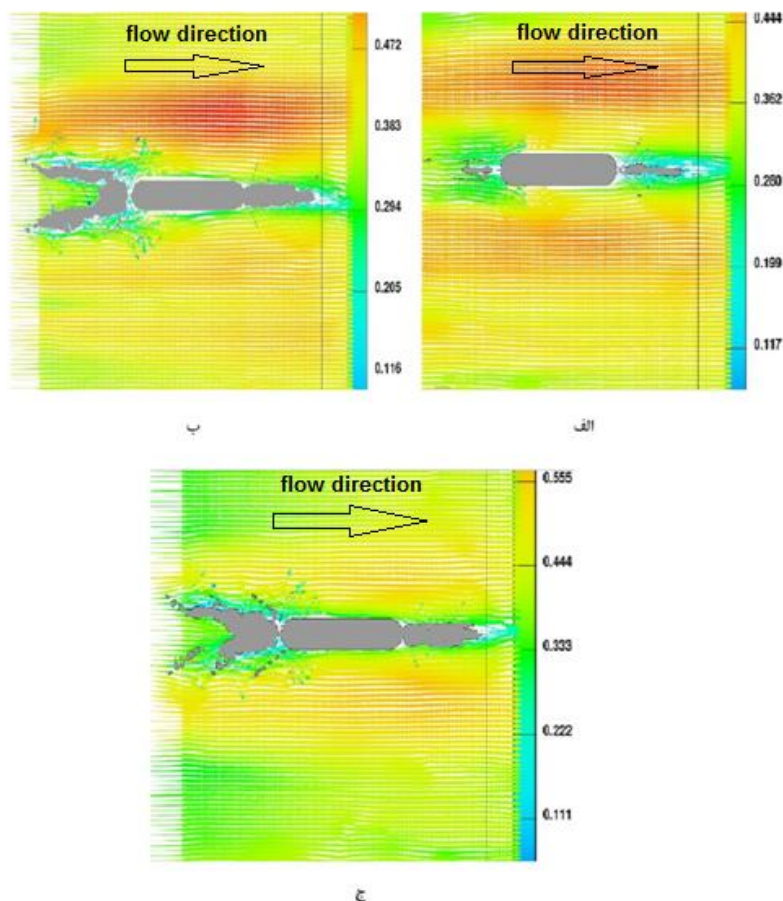 flow direction
0.472
0.383
0.294
0.205
0.116
ب
flow direction
0.444
0.362
0.280
0.199
0.117
الف
flow direction
0.555
0.444
0.333
0.222
0.111
ج